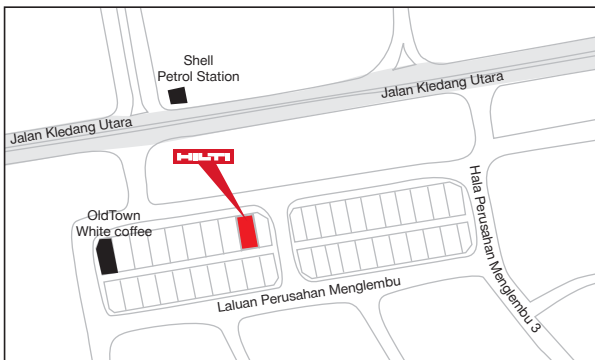 Shell
Petrol Station
Jalan Kledang Utara
Jalan Kledang Utara
HILTI
OldTown
White coffee
Hala Perusahan Menglembu 3
Laluan Perusahan Menglembu